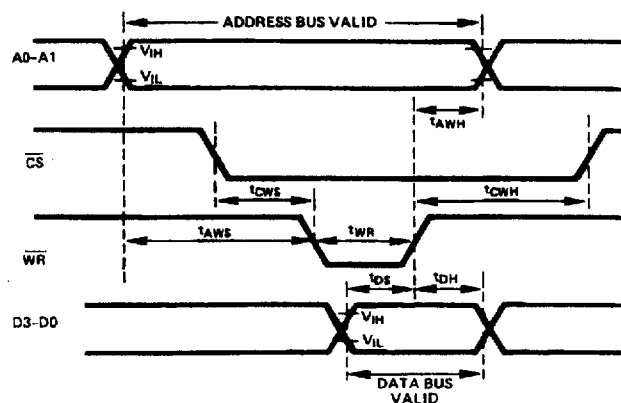 ADDRESS BUS VALID
A0–A1
VIH
VIL
tAWH
CS
tCWS
tCWH
tAWS
tWR
WR
tDS
tDH
D3–D0
VIH
VIL
DATA BUS
VALID